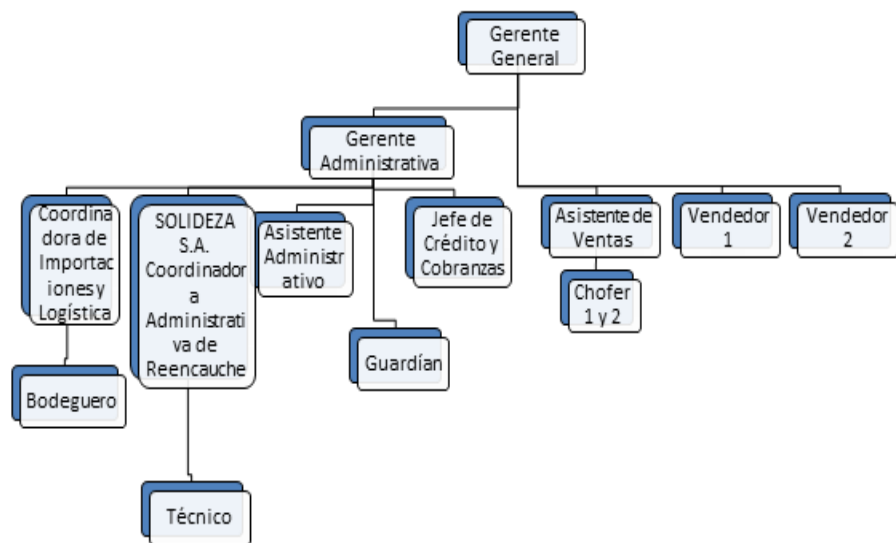 Gerente
General
Gerente
Administrativa
Coordina
dora de
Importac
iones y
Logística
SOLIDEZA
S.A.
Coordinador
a
Administrati
va de
Reencauche
Asistente
Administr
ativo
Jefe de
Crédito y
Cobranzas
Asistente de
Ventas
Vendedor
1
Vendedor
2
Chofer
1 y 2
Guardían
Bodeguero
Técnico